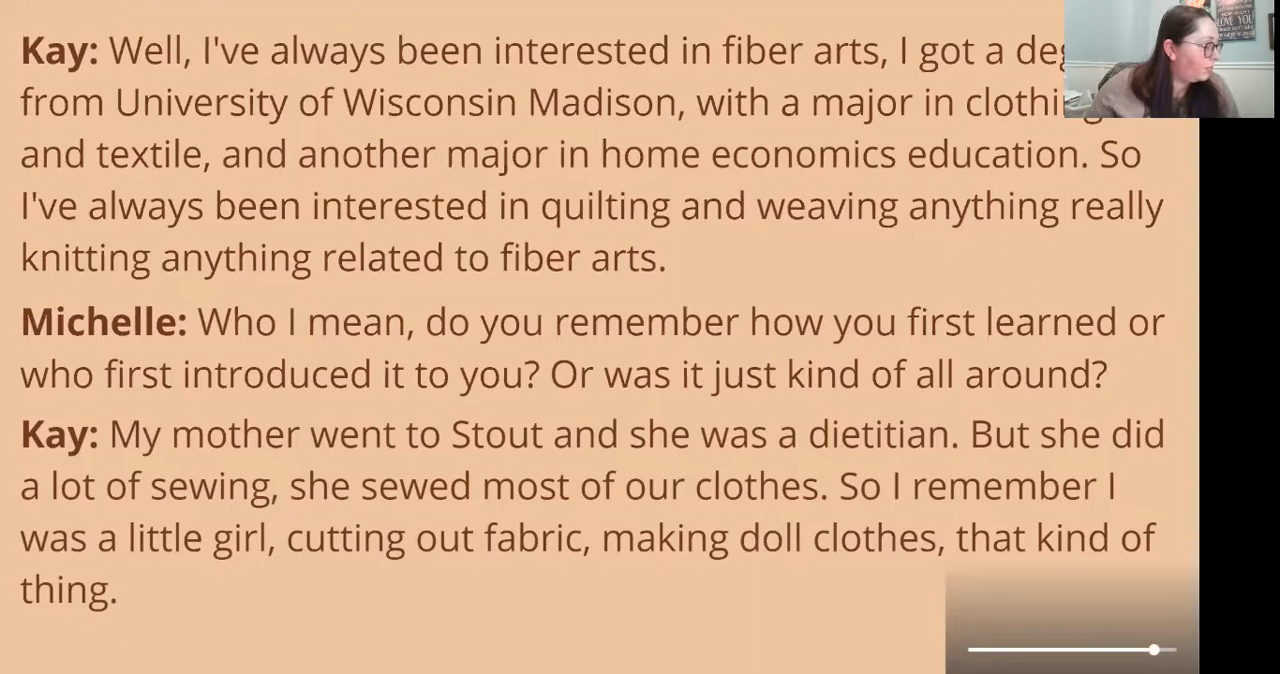 Kay: Well, I've always been interested in fiber arts, I got a
from University of Wisconsin Madison, with a major in
and textile, and another major in home economics education. So
I've always been interested in quilting and weaving anything really
knitting anything related to fiber arts.
Michelle: Who I mean, do you remember how you first learned or
who first introduced it to you? Or was it just kind of all around?
Kay: My mother went to Stout and she was a dietitian. But she did
a lot of sewing, she sewed most of our clothes. So I remember I
was a little girl, cutting out fabric, making doll clothes, that kind of
thing.
LOVE YOU